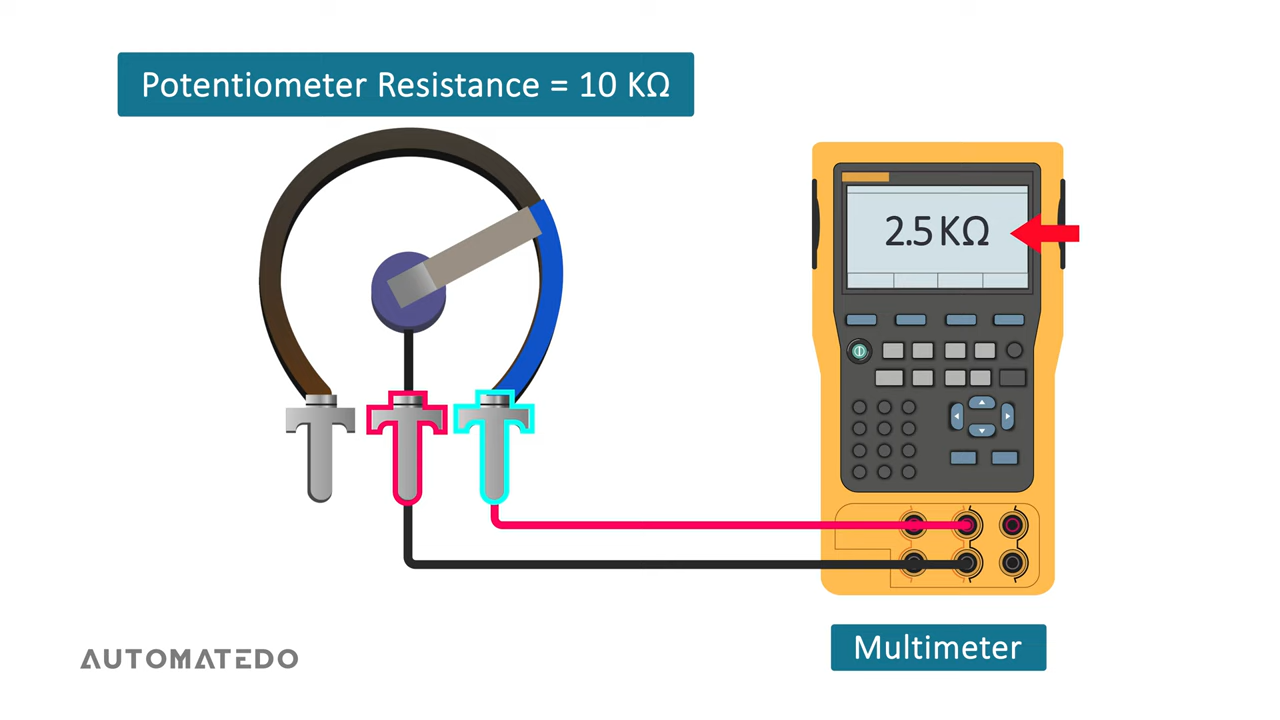 Potentiometer Resistance = 10 KΩ
2.5 KΩ
AUTOMATEDO
Multimeter